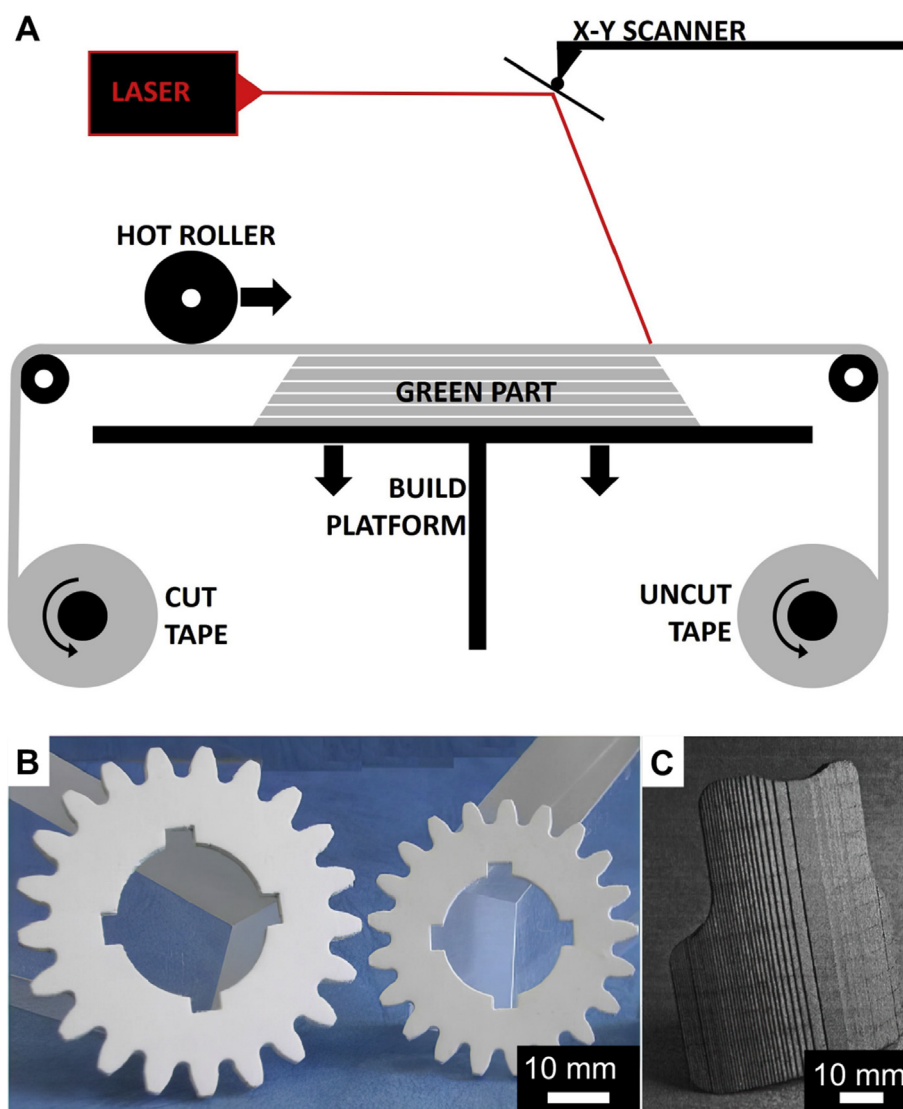 A
X-Y SCANNER
LASER
HOT ROLLER
GREEN PART
BUILD
PLATFORM
CUT
TAPE
UNCUT
TAPE
B
10 mm
C
10 mm